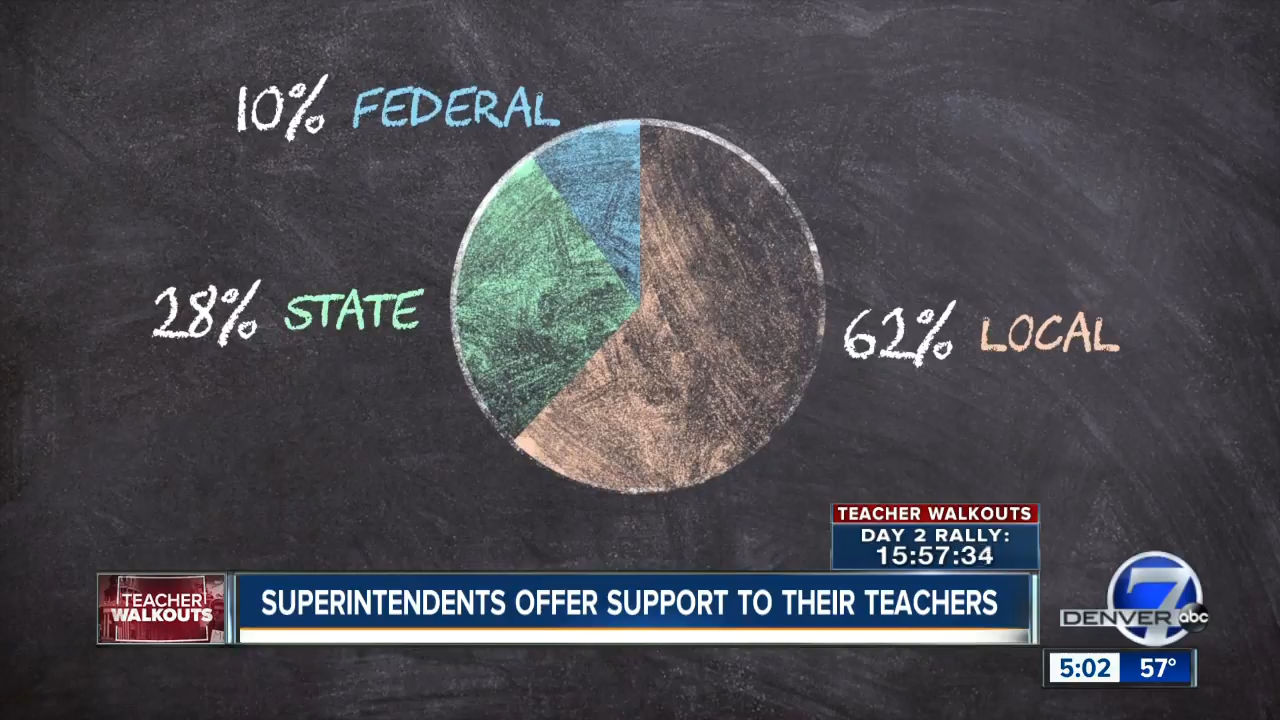 10% FEDERAL
28% STATE
62% LOCAL
TEACHER WALKOUTS
DAY 2 RALLY:
15:57:34
TEACHER
WALKOUTS
SUPERINTENDENTS OFFER SUPPORT TO THEIR TEACHERS
7
DENVER abc
5:02 57°